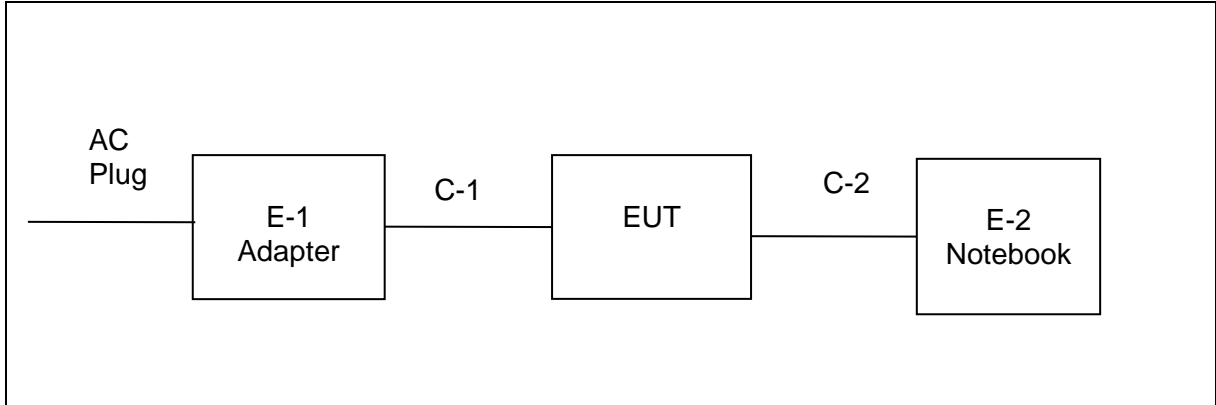 AC
Plug
E-1
Adapter
C-1
EUT
C-2
E-2
Notebook